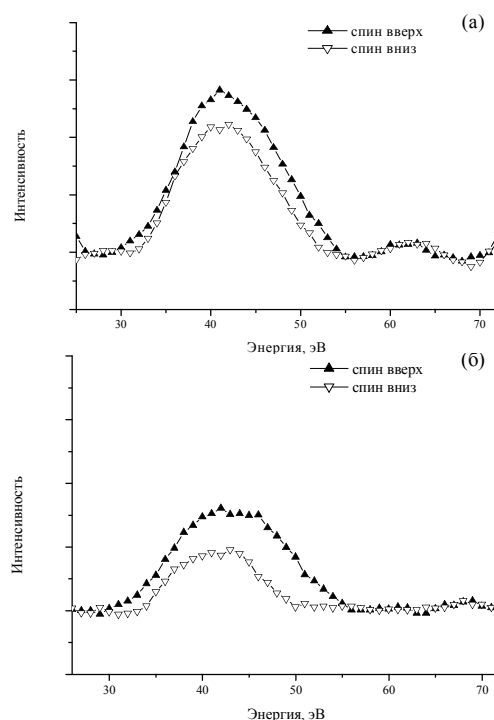 (а)
спин вверх
спин вниз
Интенсивность
30 40 50 60 70
Энергия, эВ
(б)
спин вверх
спин вниз
Интенсивность
30 40 50 60 70
Энергия, эВ